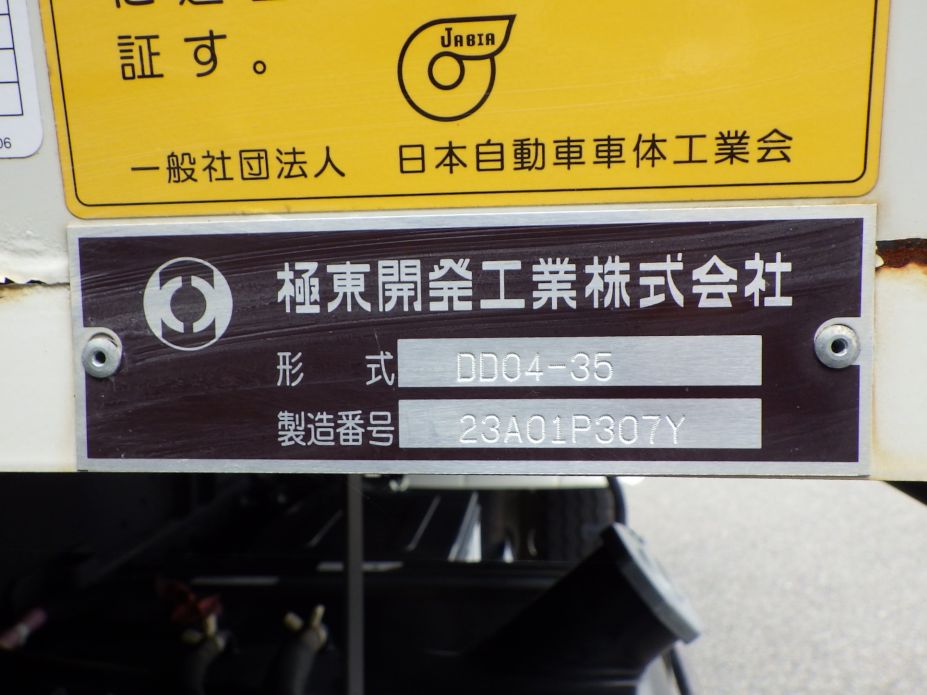 証す。
JABIA
一般社団法人 日本自動車車体工業会
06
極東開発工業株式会社
形 式 DD04-35
製造番号 23A01P307Y